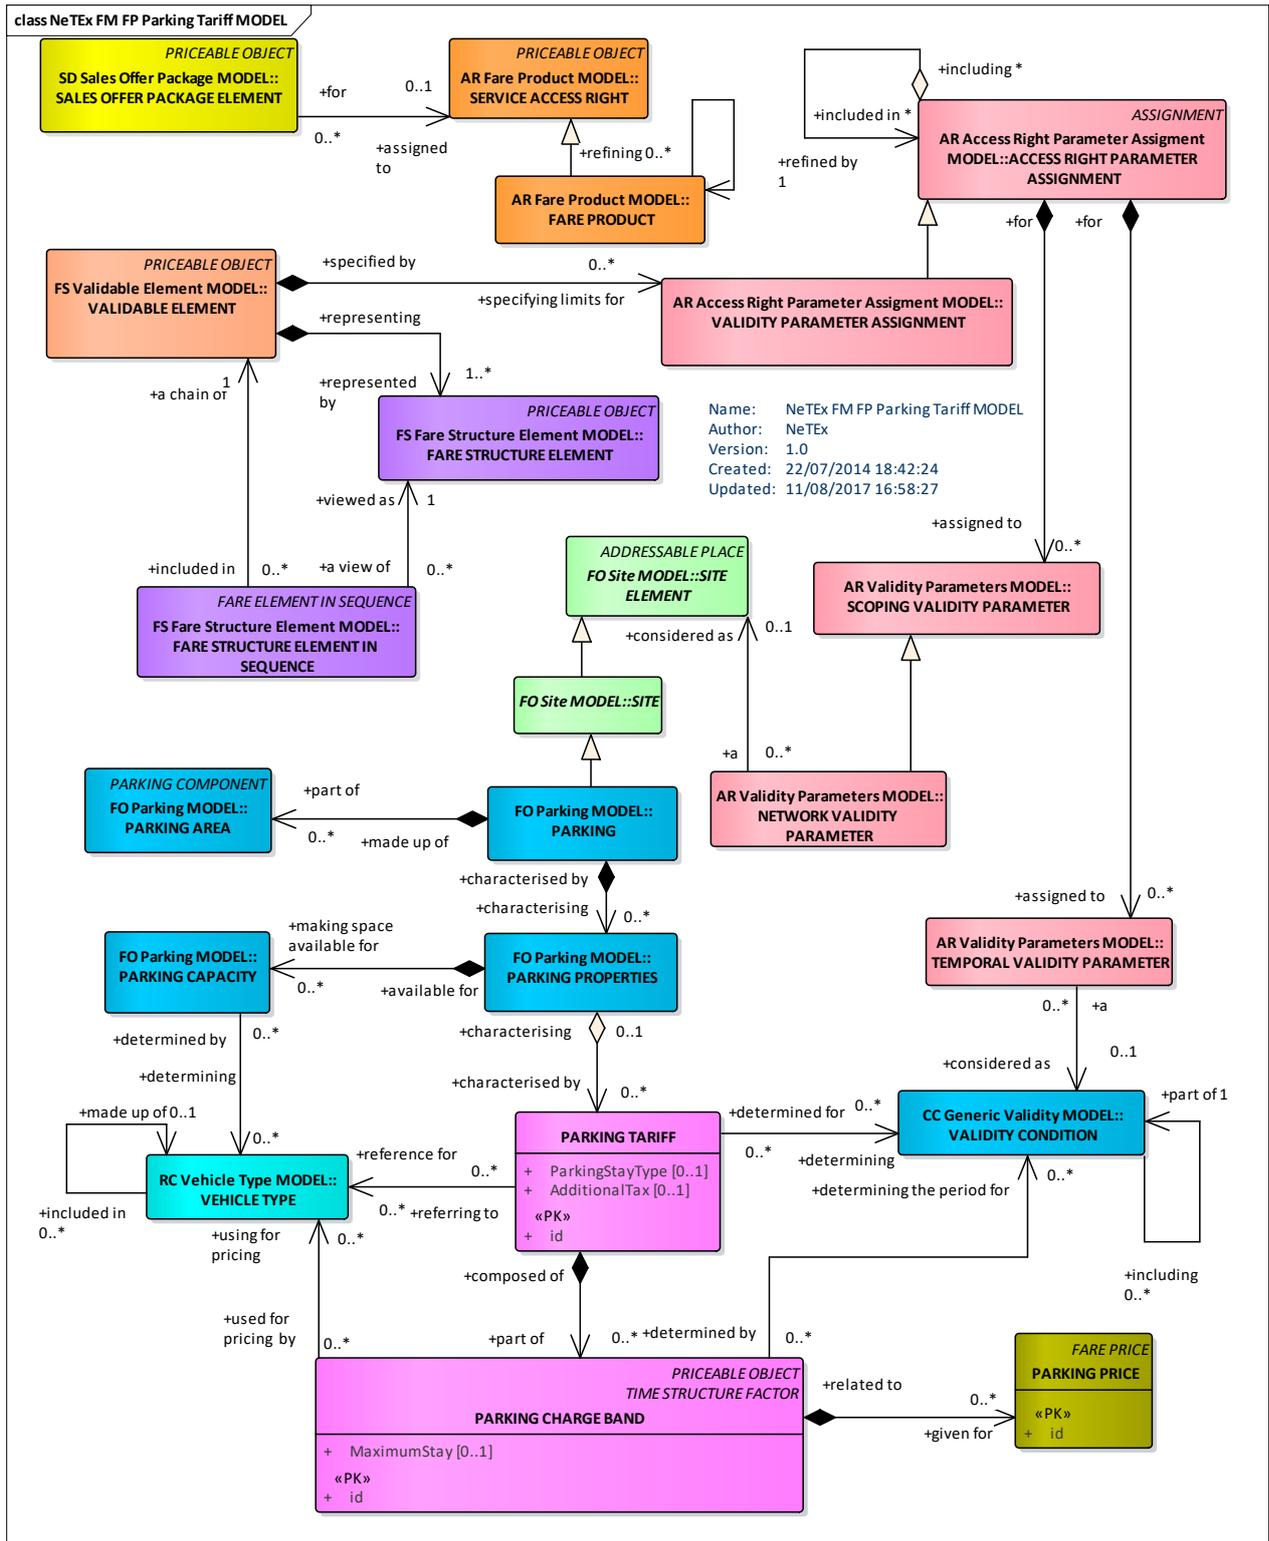 class NeTEx FM FP Parking Tariff MODEL
PRICEABLE OBJECT
SD Sales Offer Package MODEL::
SALES OFFER PACKAGE ELEMENT
+for
0..1
0..*
+assigned
to
PRICEABLE OBJECT
AR Fare Product MODEL::
SERVICE ACCESS RIGHT
+refining 0..*
AR Fare Product MODEL::
FARE PRODUCT
+including *
+included in *
+refined by
1
ASSIGNMENT
AR Access Right Parameter Assigment
MODEL::ACCESS RIGHT PARAMETER
ASSIGNMENT
+for
+for
PRICEABLE OBJECT
FS Validable Element MODEL::
VALIDABLE ELEMENT
+specified by
0..*
+specifying limits for
AR Access Right Parameter Assigment MODEL::
VALIDITY PARAMETER ASSIGNMENT
+representing
+represented
by
1..*
1
+a chain of
PRICEABLE OBJECT
FS Fare Structure Element MODEL::
FARE STRUCTURE ELEMENT
Name: NeTEx FM FP Parking Tariff MODEL
Author: NeTEx
Version: 1.0
Created: 22/07/2014 18:42:24
Updated: 11/08/2017 16:58:27
+viewed as
1
+included in
0..*
+a view of
0..*
FARE ELEMENT IN SEQUENCE
FS Fare Structure Element MODEL::
FARE STRUCTURE ELEMENT IN
SEQUENCE
+assigned to
0..*
ADDRESSABLE PLACE
FO Site MODEL::SITE
ELEMENT
AR Validity Parameters MODEL::
SCOPING VALIDITY PARAMETER
+considered as
0..1
FO Site MODEL::SITE
+a
0..*
AR Validity Parameters MODEL::
NETWORK VALIDITY
PARAMETER
PARKING COMPONENT
FO Parking MODEL::
PARKING AREA
+part of
0..*
+made up of
FO Parking MODEL::
PARKING
+characterised by
+characterising
0..*
+assigned to
0..*
FO Parking MODEL::
PARKING CAPACITY
+making space
available for
0..*
+available for
FO Parking MODEL::
PARKING PROPERTIES
AR Validity Parameters MODEL::
TEMPORAL VALIDITY PARAMETER
0..*
+a
+determined by
0..*
+determining
0..*
+characterising
0..1
+characterised by
0..*
+considered as
0..1
+made up of 0..1
+included in
0..*
RC Vehicle Type MODEL::
VEHICLE TYPE
+reference for
0..*
0..*
+referring to
PARKING TARIFF
+ ParkingStayType [0..1]
+ AdditionalTax [0..1]
«PK»
+ id
+determined for
0..*
0..*
+determining
CC Generic Validity MODEL::
VALIDITY CONDITION
+part of 1
+including
0..*
+determining the period for
0..*
+using for
pricing
0..*
+used for
pricing by
0..*
+composed of
+part of
0..*
+determined by
0..*
PRICEABLE OBJECT
TIME STRUCTURE FACTOR
PARKING CHARGE BAND
+ MaximumStay [0..1]
«PK»
+ id
+related to
0..*
+given for
FARE PRICE
PARKING PRICE
«PK»
+ id